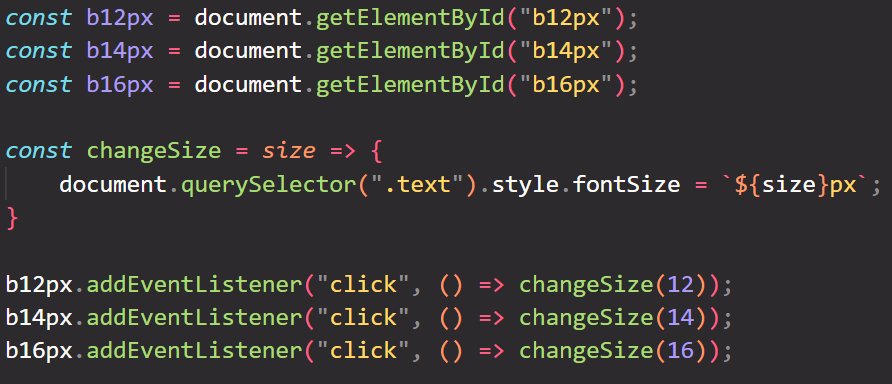 const b12px = document.getElementById("b12px");
const b14px = document.getElementById("b14px");
const b16px = document.getElementById("b16px");

const changeSize = size => {
    document.querySelector(".text").style.fontSize = `${size}px`;
}

b12px.addEventListener("click", () => changeSize(12));
b14px.addEventListener("click", () => changeSize(14));
b16px.addEventListener("click", () => changeSize(16));